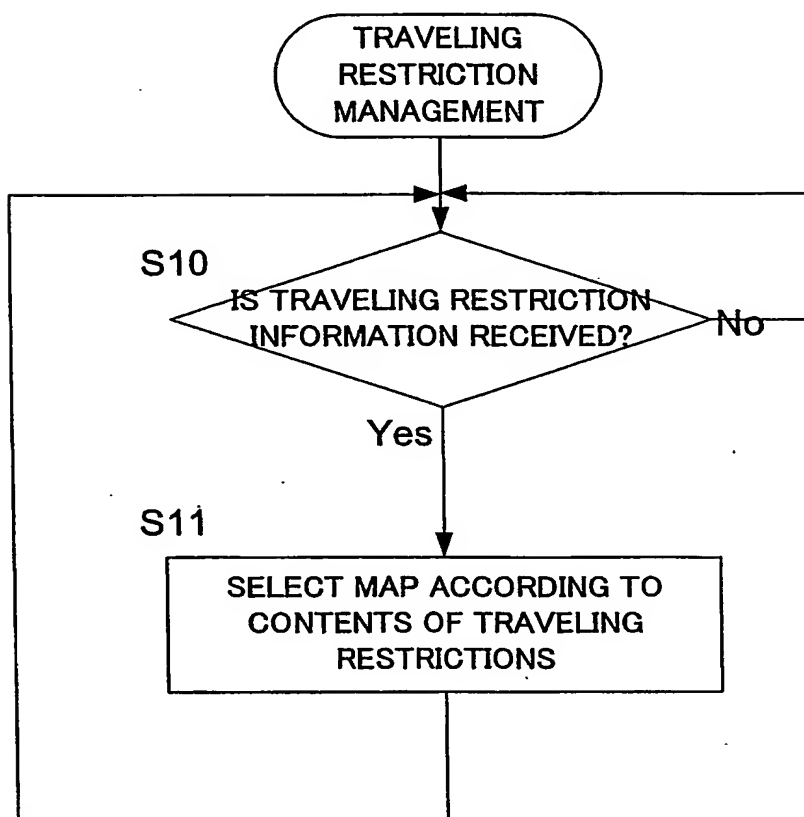 TRAVELING
RESTRICTION
MANAGEMENT
S10
IS TRAVELING RESTRICTION
INFORMATION RECEIVED?
No
Yes
S11
SELECT MAP ACCORDING TO
CONTENTS OF TRAVELING
RESTRICTIONS